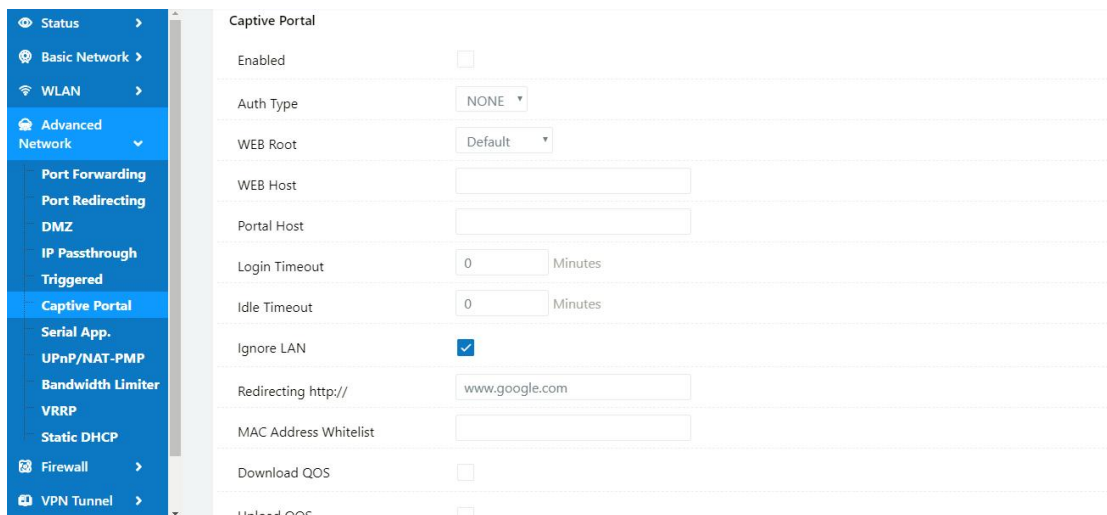 Status
Basic Network
WLAN
Advanced
Network
Port Forwarding
Port Redirecting
DMZ
IP Passthrough
Triggered
Captive Portal
Serial App.
UPnP/NAT-PMP
Bandwidth Limiter
VRRP
Static DHCP
Firewall
VPN Tunnel
Captive Portal
Enabled
Auth Type NONE
WEB Root Default
WEB Host
Portal Host
Login Timeout 0 Minutes
Idle Timeout 0 Minutes
Ignore LAN
Redirecting http:// www.google.com
MAC Address Whitelist
Download QOS
Upload QOS